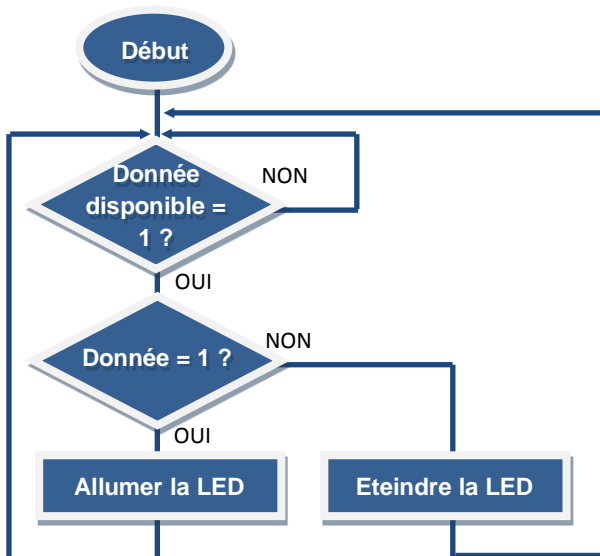 Début
Donnée
disponible =
1 ?
NON
OUI
Donnée = 1 ?
NON
OUI
Allumer la LED
Eteindre la LED